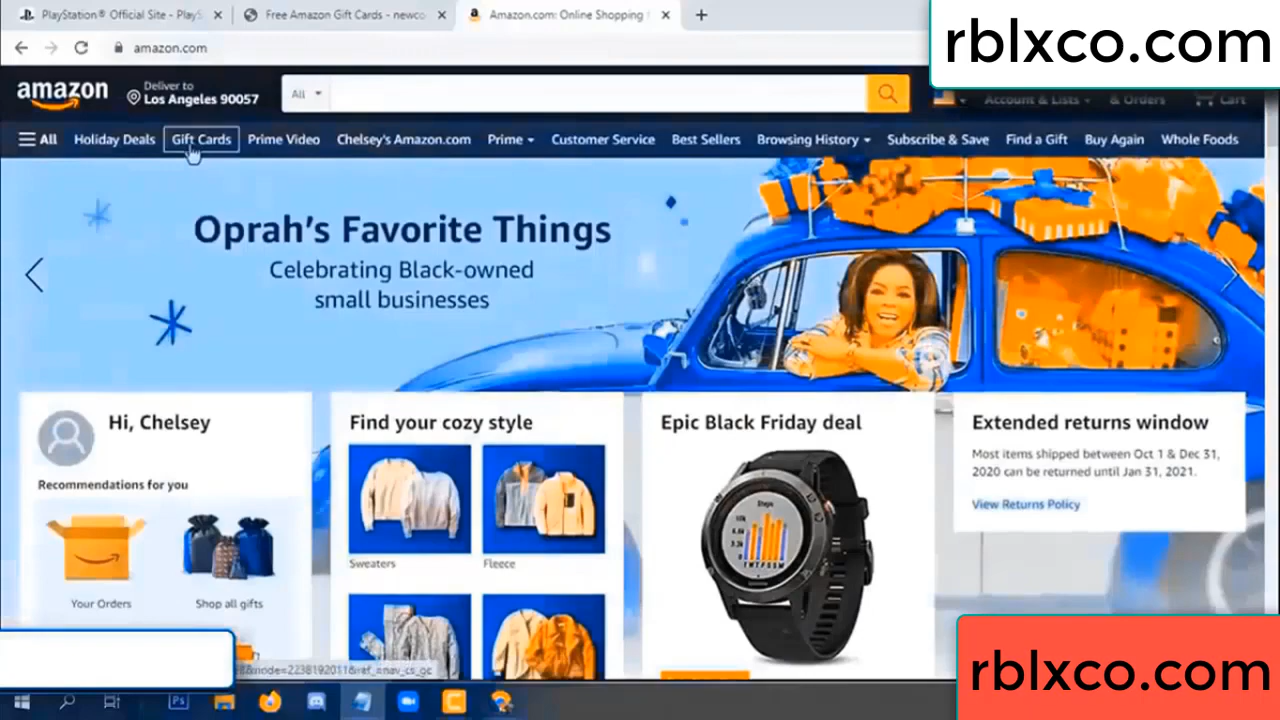 PlayStation® Official Site - PlayS
Free Amazon Gift Cards - newco
Amazon.com: Online Shopping f
amazon.com
rblxco.com
amazon
Deliver to
Los Angeles 90057
All
Account & Lists
& Orders
Cart
All
Holiday Deals
Gift Cards
Prime Video
Chelsey's Amazon.com
Prime
Customer Service
Best Sellers
Browsing History
Subscribe & Save
Find a Gift
Buy Again
Whole Foods
Oprah's Favorite Things
Celebrating Black-owned
small businesses
Hi, Chelsey
Recommendations for you
Your Orders
Shop all gifts
Find your cozy style
Sweaters
Fleece
Epic Black Friday deal
Steps
Extended returns window
Most items shipped between Oct 1 & Dec 31,
2020 can be returned until Jan 31, 2021.
View Returns Policy
rblxco.com
Ps